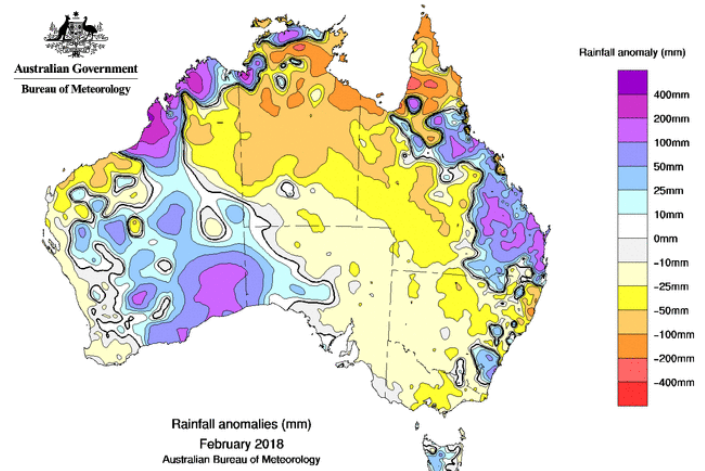 Australian Government
Bureau of Meteorology
Rainfall anomaly (mm)
400mm
200mm
100mm
50mm
25mm
10mm
0mm
-10mm
-25mm
-50mm
-100mm
-200mm
-400mm
Rainfall anomalies (mm)
February 2018
Australian Bureau of Meteorology